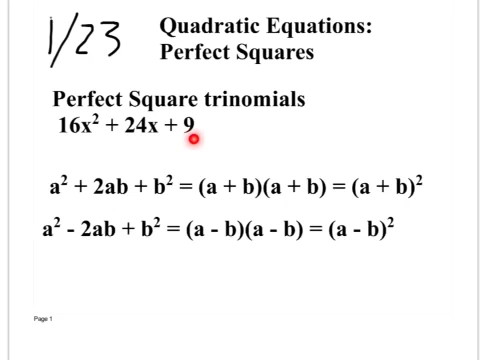 1/23
Quadratic Equations:
Perfect Squares
Perfect Square trinomials
16x² + 24x + 9
a² + 2ab + b² = (a + b)(a + b) = (a + b)²
a² - 2ab + b² = (a - b)(a - b) = (a - b)²
Page 1